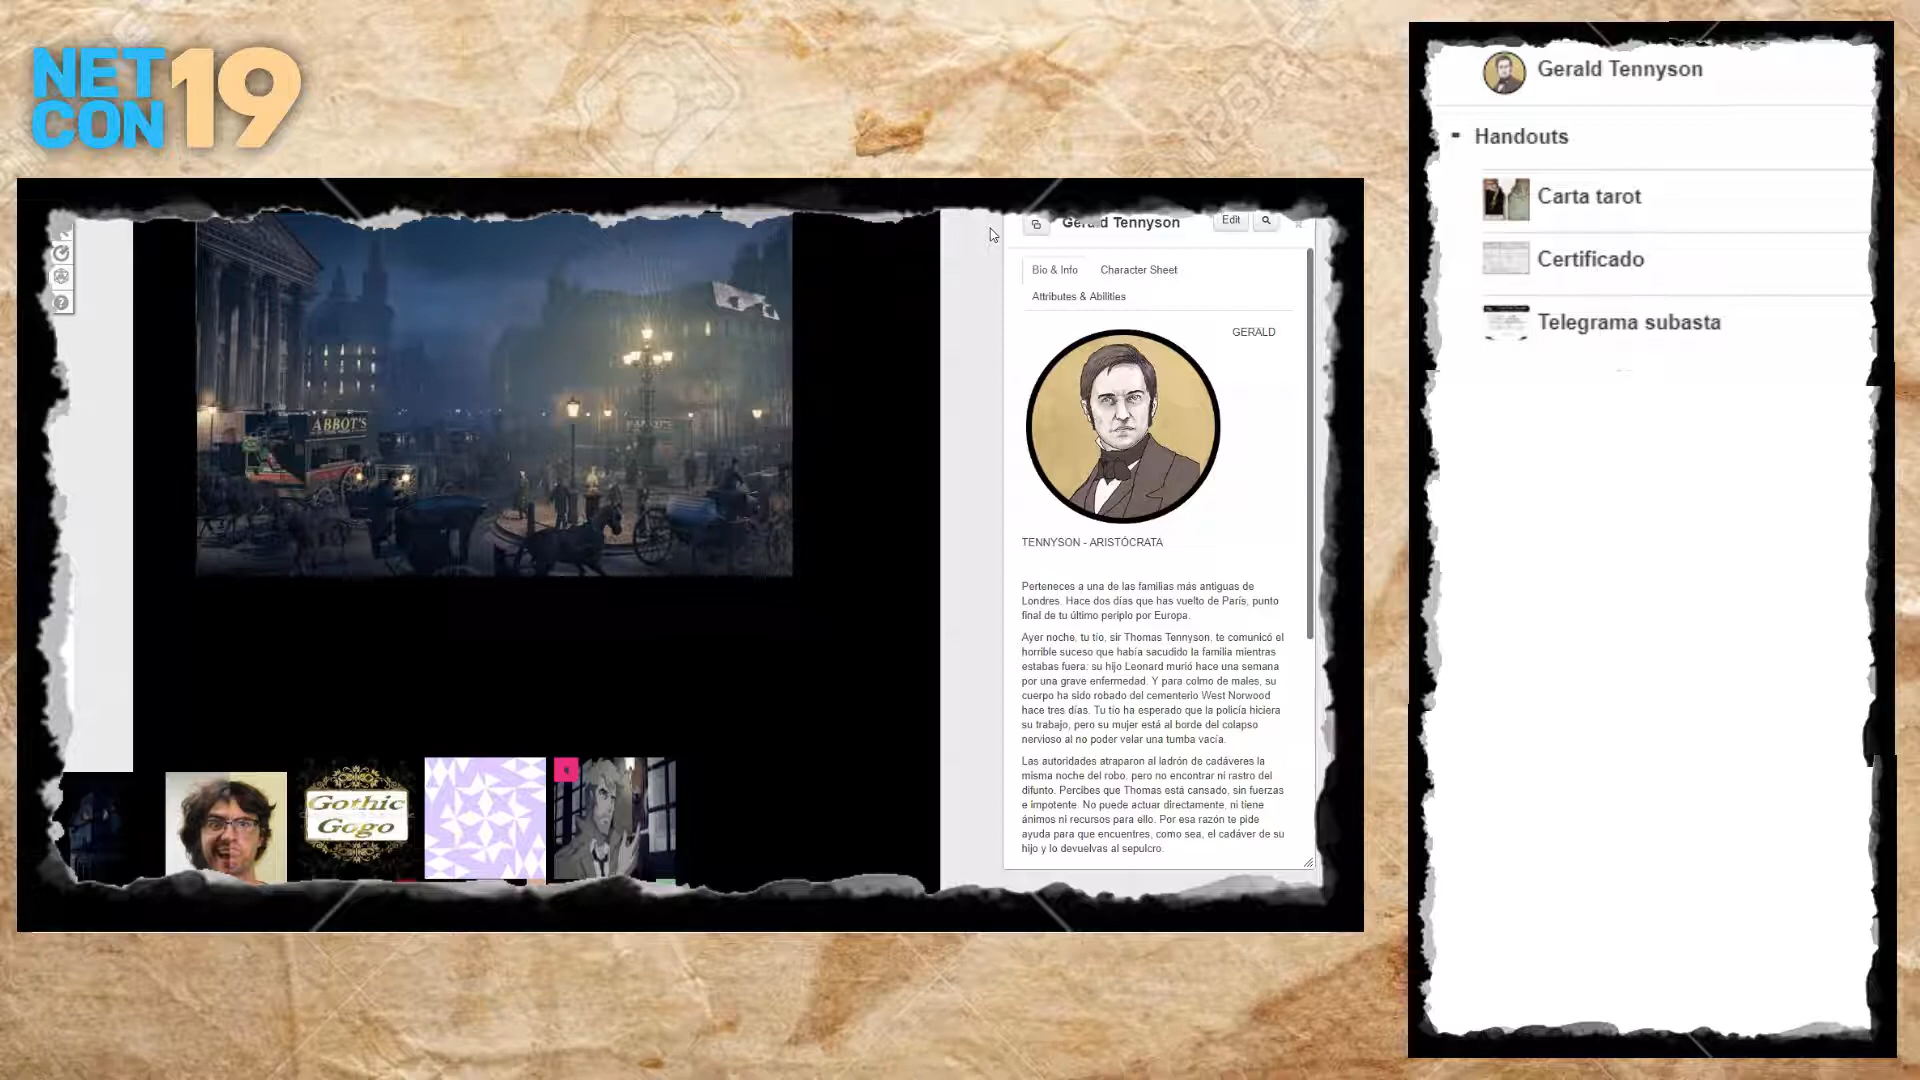 NET
CON
19
ABBOT'S
Gothic
Gogo
Gerald Tennyson
Edit
Bio & Info
Character Sheet
Attributes & Abilities
GERALD
TENNYSON - ARISTÓCRATA
Perteneces a una de las familias más antiguas de
Londres. Hace dos días que has vuelto de París, punto
final de tu último periplo por Europa.
Ayer noche, tu tío, sir Thomas Tennyson, te comunicó el
horrible suceso que había sacudido la familia mientras
estabas fuera: su hijo Leonard murió hace una semana
por una grave enfermedad. Y para colmo de males, su
cuerpo ha sido robado del cementerio West Norwood
hace tres días. Tu tío ha esperado que la policía hiciera
su trabajo, pero su mujer está al borde del colapso
nervioso al no poder velar una tumba vacía.
Las autoridades atraparon al ladrón de cadáveres la
misma noche del robo, pero no encontrar ni rastro del
difunto. Percibes que Thomas está cansado, sin fuerzas
e impotente. No puede actuar directamente, ni tiene
ánimos ni recursos para ello. Por esa razón te pide
ayuda para que encuentres, como sea, el cadáver de su
hijo y lo devuelvas al sepulcro.
Gerald Tennyson
Handouts
Carta tarot
Certificado
Telegrama subasta